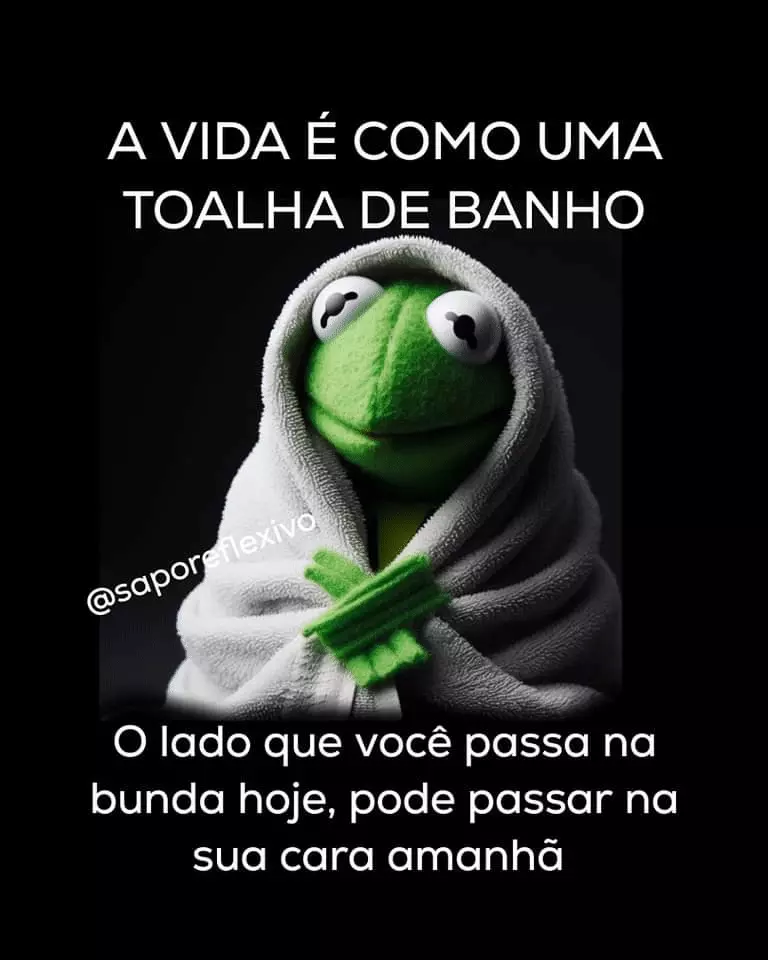 A VIDA É COMO UMA
TOALHA DE BANHO
@saporeflexivo
O lado que você passa na
bunda hoje, pode passar na
sua cara amanhã